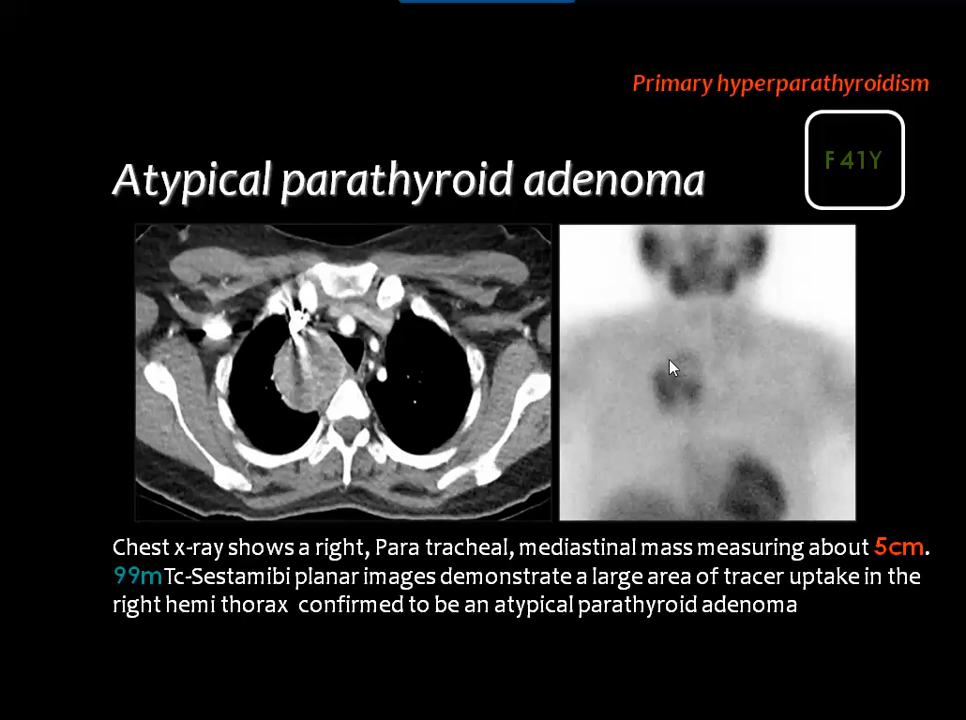 Primary hyperparathyroidism
F 41Y
Atypical parathyroid adenoma
Chest x-ray shows a right, Para tracheal, mediastinal mass measuring about 5cm.
99mTc-Sestamibi planar images demonstrate a large area of tracer uptake in the
right hemi thorax confirmed to be an atypical parathyroid adenoma